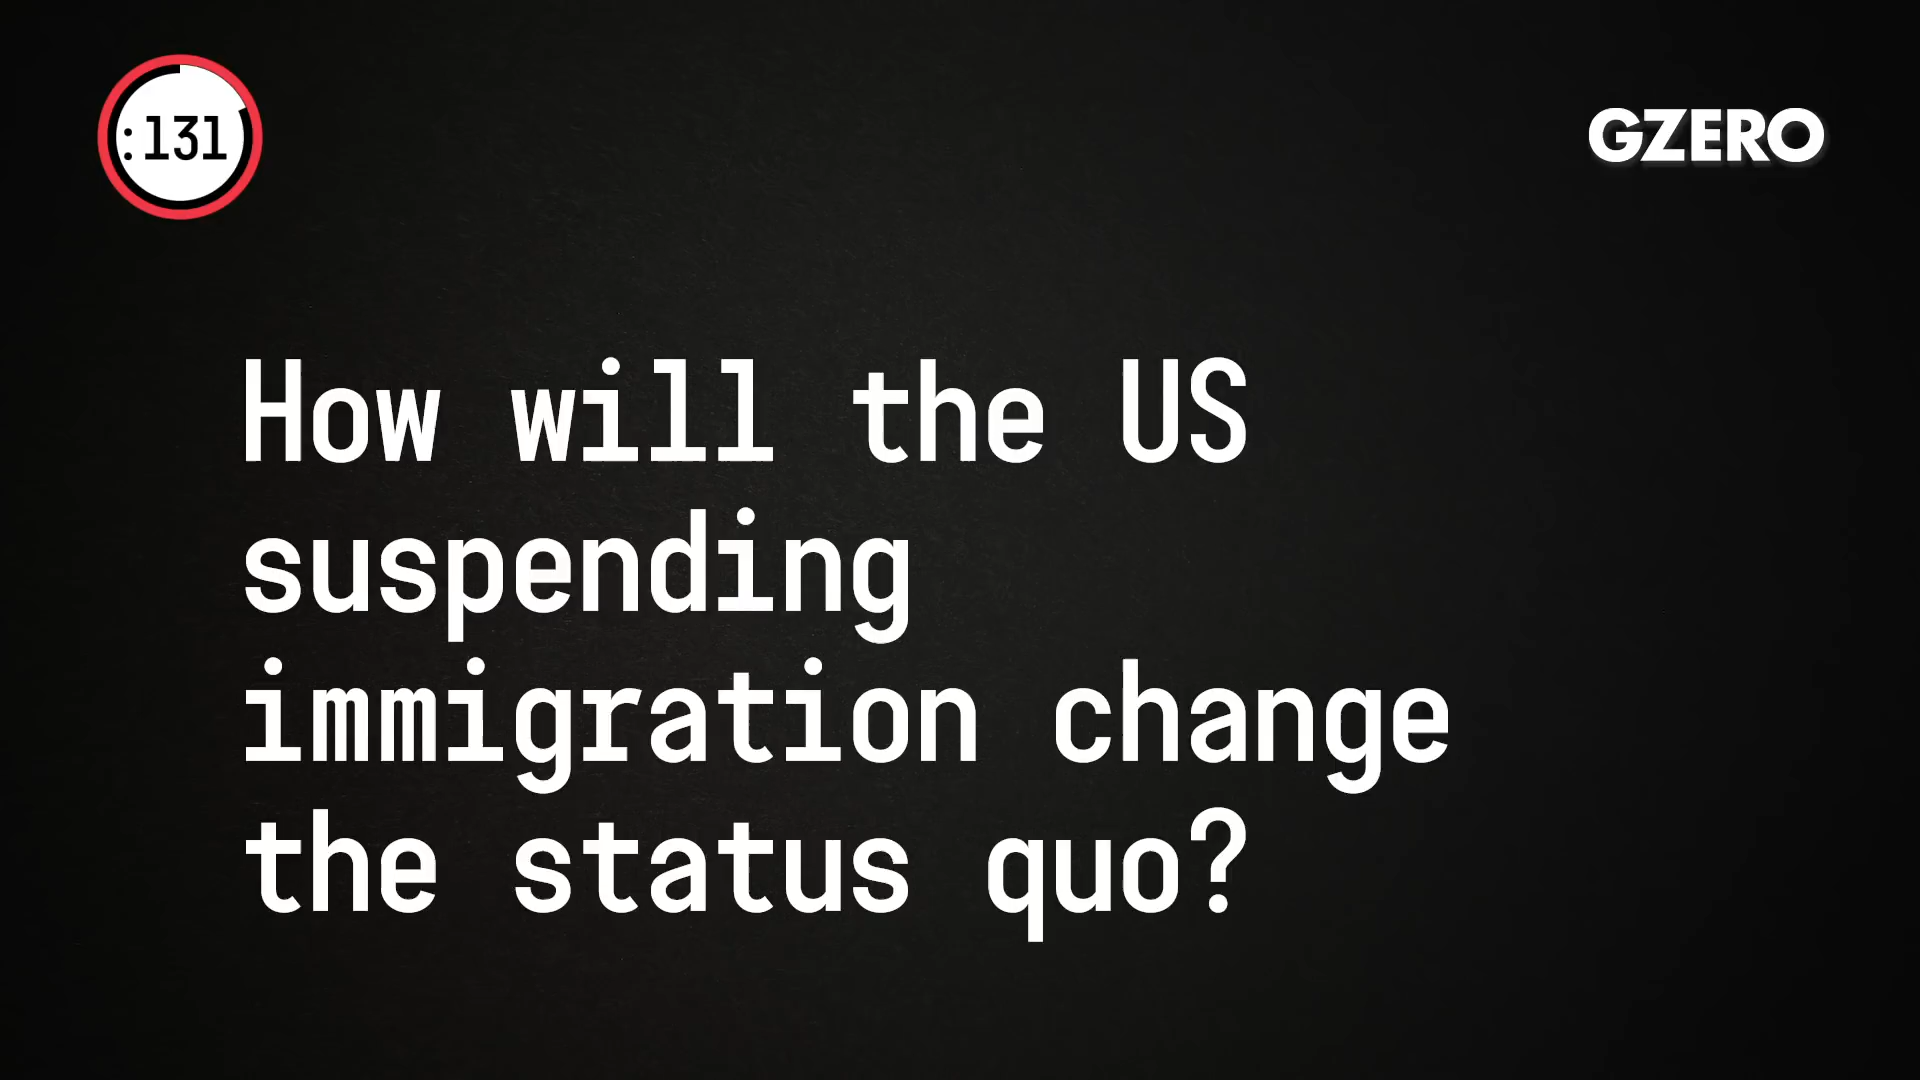 :131
GZERO
How will the US
suspending
immigration change
the status quo?